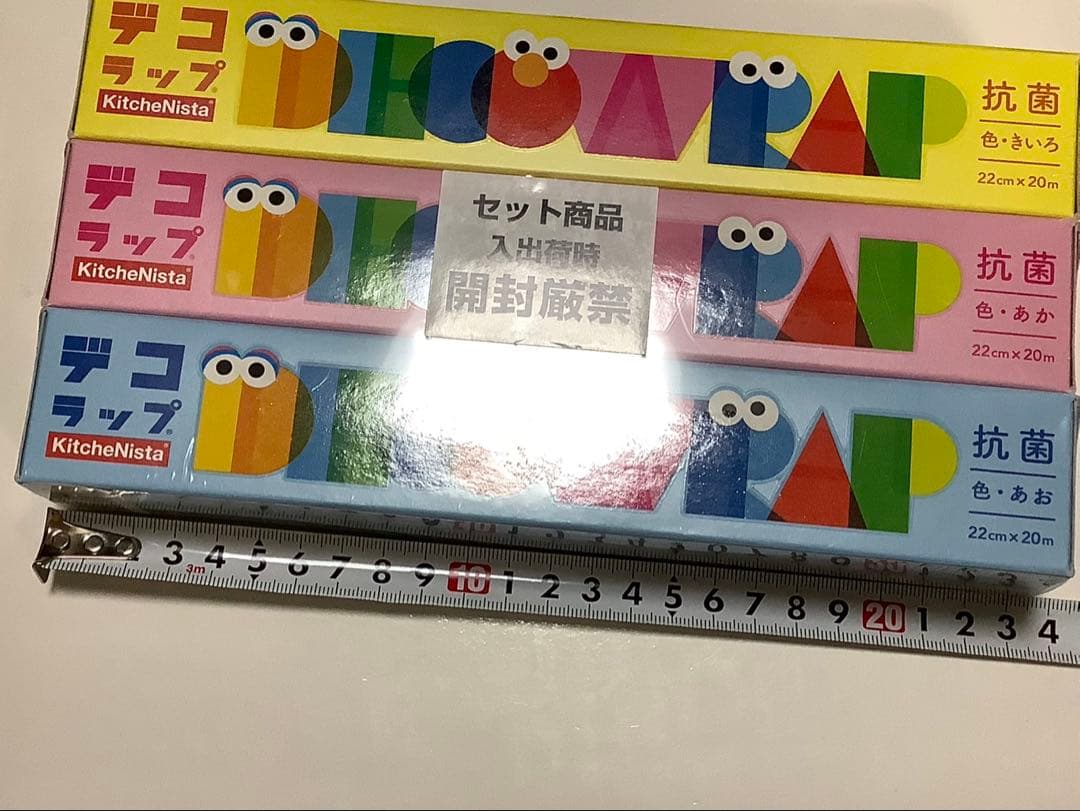 デコ
ラップ®
KitcheNista®
DECOWRAP
抗菌
色・きいろ
22cm×20m
デコ
ラップ®
KitcheNista®
セット商品
入出荷時
開封厳禁
抗菌
色・あか
22cm×20m
デコ
ラップ®
KitcheNista®
抗菌
色・あお
22cm×20m
3 4 5 6 7 8 9 10 1 2 3 4 5 6 7 8 9 20 1 2 3 4
3m